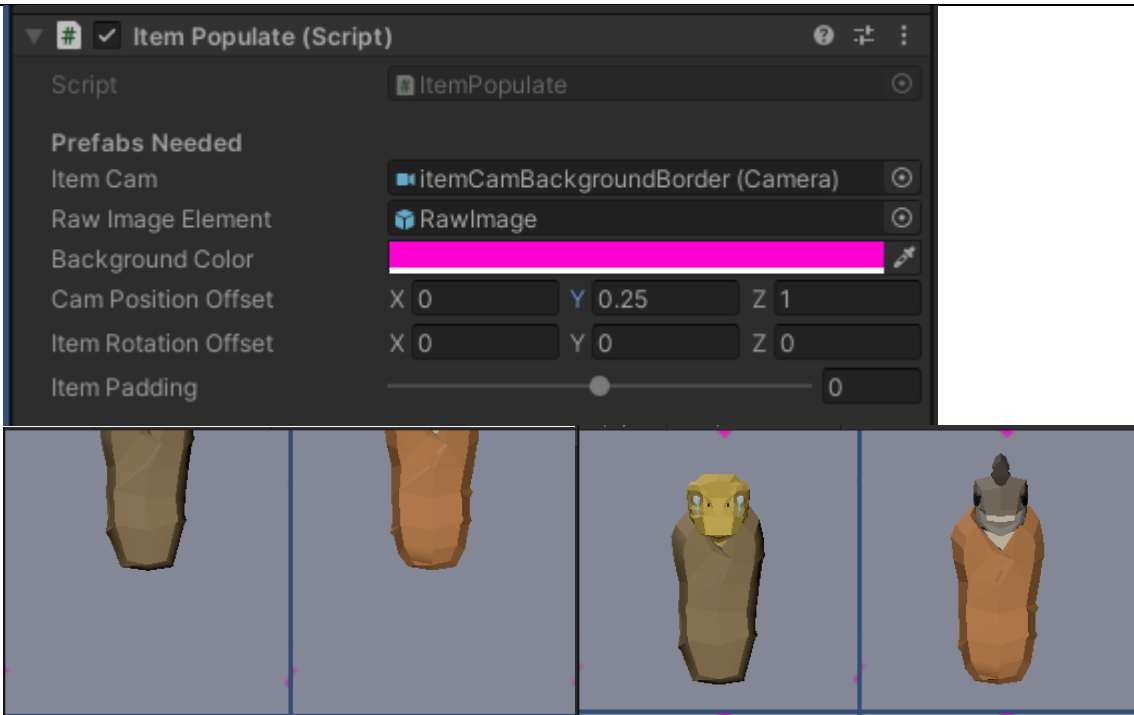 Item Populate (Script)
Script ItemPopulate
Prefabs Needed
Item Cam itemCamBackgroundBorder (Camera)
Raw Image Element RawImage
Background Color
Cam Position Offset X 0 Y 0.25 Z 1
Item Rotation Offset X 0 Y 0 Z 0
Item Padding 0